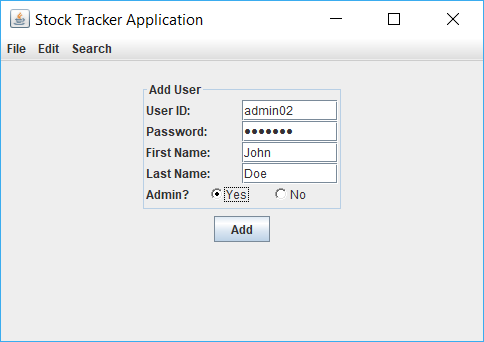 Stock Tracker Application
File Edit Search
Add User
User ID: admin02
Password: •••••••
First Name: John
Last Name: Doe
Admin? Yes No
Add